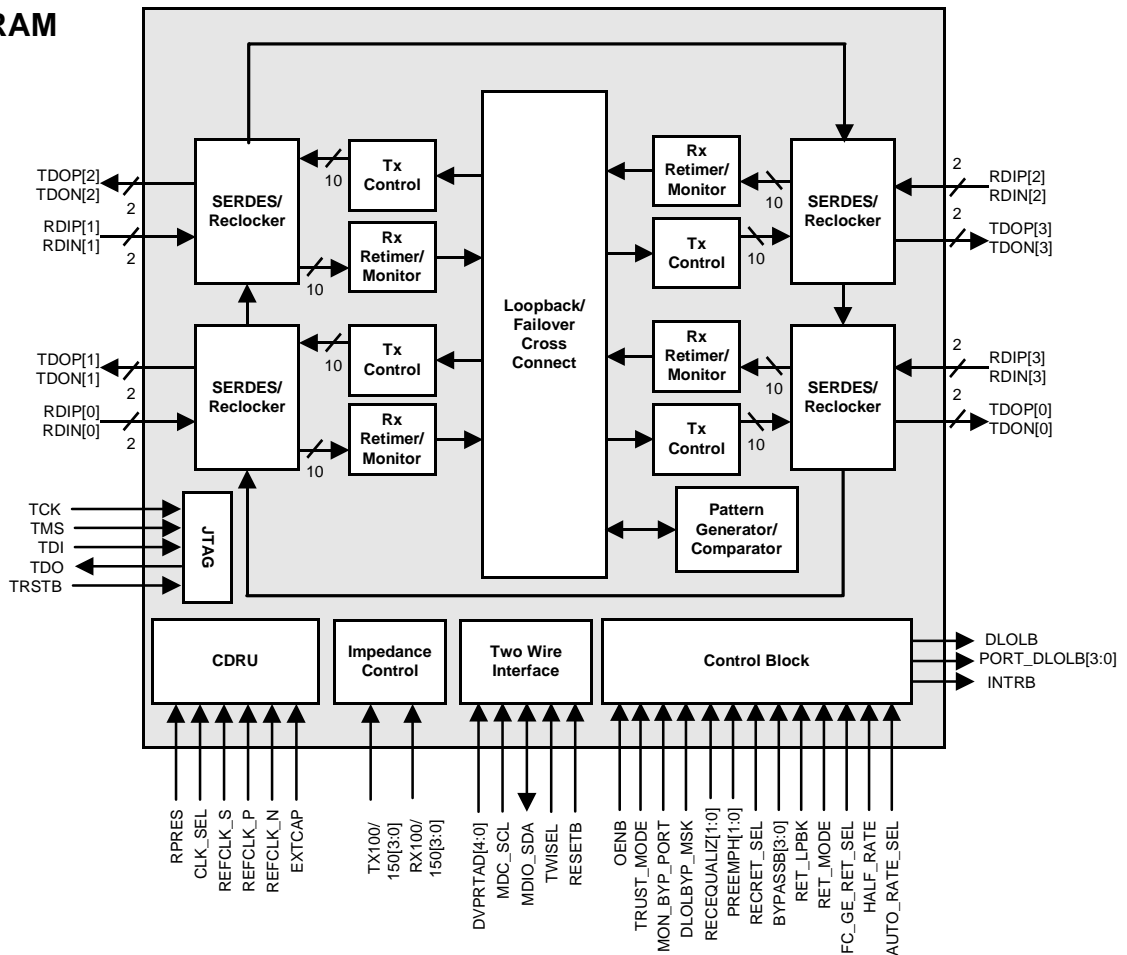 RAM
TDOP[2]
TDON[2]
2
RDIP[1]
RDIN[1]
2
SERDES/
Reclocker
10
Tx
Control
10
Rx
Retimer/
Monitor
TDOP[1]
TDON[1]
2
RDIP[0]
RDIN[0]
2
SERDES/
Reclocker
10
Tx
Control
10
Rx
Retimer/
Monitor
Loopback/
Failover
Cross
Connect
Rx
Retimer/
Monitor
10
Tx
Control
10
SERDES/
Reclocker
2
RDIP[2]
RDIN[2]
2
TDOP[3]
TDON[3]
Rx
Retimer/
Monitor
10
Tx
Control
10
SERDES/
Reclocker
2
RDIP[3]
RDIN[3]
2
TDOP[0]
TDON[0]
Pattern
Generator/
Comparator
TCK
TMS
TDI
TDO
TRSTB
JTAG
CDRU
Impedance
Control
Two Wire
Interface
Control Block
DLOLB
PORT_DLOLB[3:0]
INTRB
RPRES
CLK_SEL
REFCLK_S
REFCLK_P
REFCLK_N
EXTCAP
TX100/
150[3:0]
RX100/
150[3:0]
DVPRTAD[4:0]
MDC_SCL
MDIO_SDA
TWISEL
RESETB
OENB
TRUST_MODE
MON_BYP_PORT
DLOLBYP_MSK
RECEQUALIZ[1:0]
PREEMPH[1:0]
RECRET_SEL
BYPASSB[3:0]
RET_LPBK
RET_MODE
FC_GE_RET_SEL
HALF_RATE
AUTO_RATE_SEL